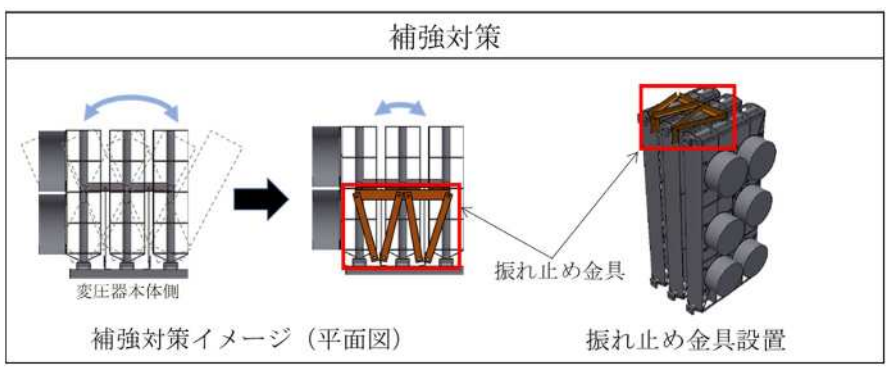 補強対策
変圧器本体側
振れ止め金具
補強対策イメージ（平面図）
振れ止め金具設置